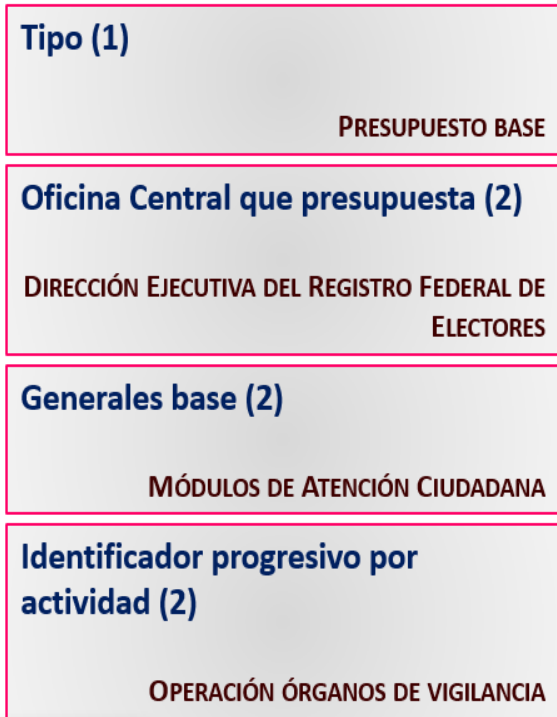 Tipo (1)
PRESUPUESTO BASE
Oficina Central que presupuesta (2)
DIRECCIÓN EJECUTIVA DEL REGISTRO FEDERAL DE
ELECTORES
Generales base (2)
MÓDULOS DE ATENCIÓN CIUDADANA
Identificador progresivo por
actividad (2)
OPERACIÓN ÓRGANOS DE VIGILANCIA